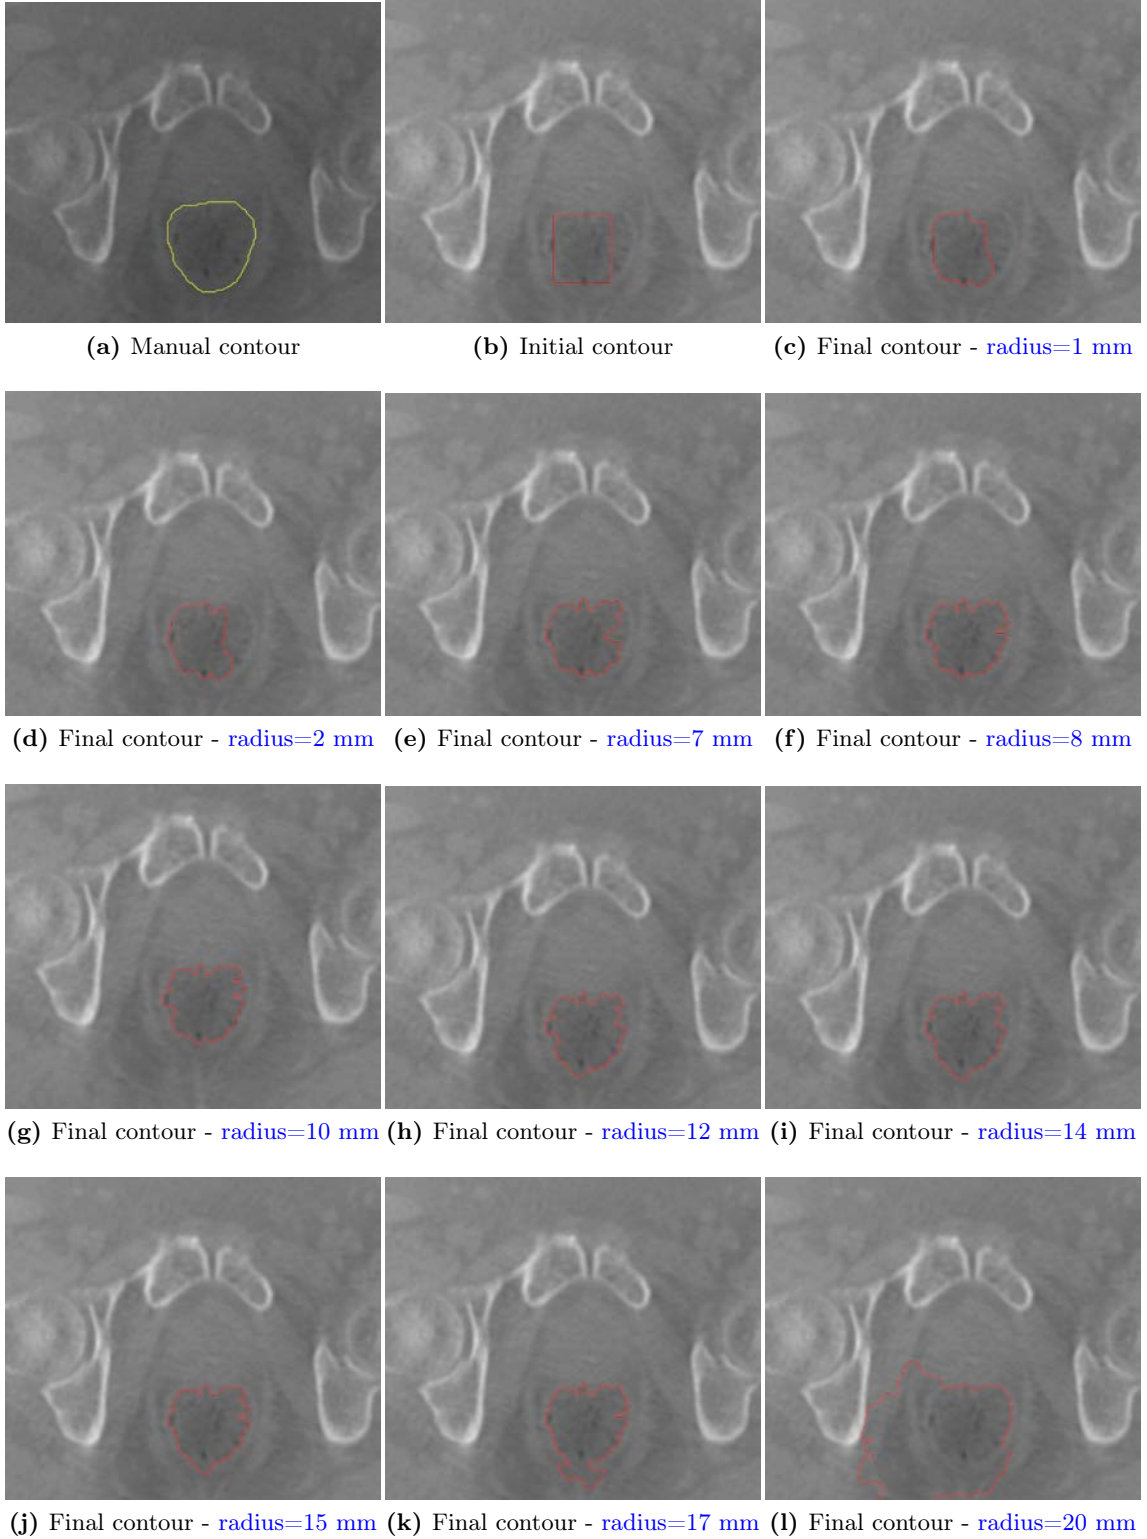 (a) Manual contour
(b) Initial contour
(c) Final contour - radius=1 mm
(d) Final contour - radius=2 mm
(e) Final contour - radius=7 mm
(f) Final contour - radius=8 mm
(g) Final contour - radius=10 mm
(h) Final contour - radius=12 mm
(i) Final contour - radius=14 mm
(j) Final contour - radius=15 mm
(k) Final contour - radius=17 mm
(l) Final contour - radius=20 mm